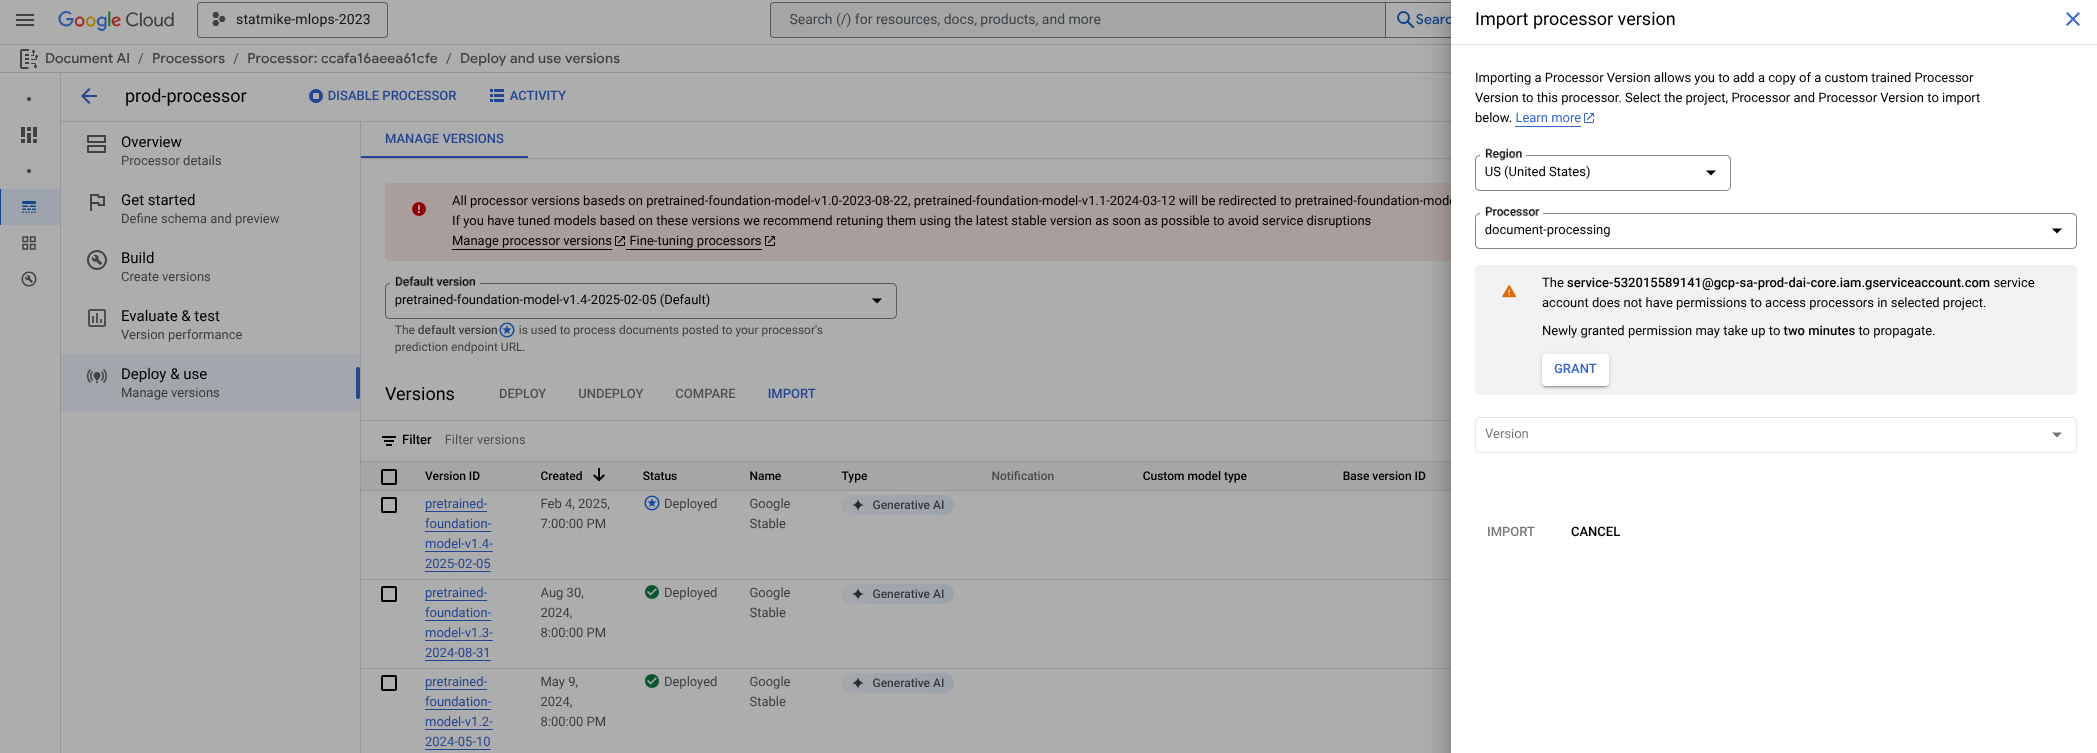 Google Cloud
statmike-mlops-2023
Search (/) for resources, docs, products, and more
Document AI / Processors / Processor: ccafa16aeea61cfe / Deploy and use versions
prod-processor
DISABLE PROCESSOR
ACTIVITY
Overview
Processor details
Get started
Define schema and preview
Build
Create versions
Evaluate & test
Version performance
Deploy & use
Manage versions
MANAGE VERSIONS
All processor versions baseds on pretrained-foundation-model-v1.0-2023-08-22, pretrained-foundation-model-v1.1-2024-03-12 will be redirected to pretrained-foundation-mod
If you have tuned models based on these versions we recommend retuning them using the latest stable version as soon as possible to avoid service disruptions
Manage processor versions Fine-tuning processors
Default version
pretrained-foundation-model-v1.4-2025-02-05 (Default)
The default version is used to process documents posted to your processor's
prediction endpoint URL.
Versions DEPLOY UNDEPLOY COMPARE IMPORT
Filter Filter versions
Version ID Created Status Name Type Notification Custom model type Base version ID
pretrained-
foundation-
model-v1.4-
2025-02-05
Feb 4, 2025,
7:00:00 PM
Deployed
Google
Stable
Generative AI
pretrained-
foundation-
model-v1.3-
2024-08-31
Aug 30,
2024,
8:00:00 PM
Deployed
Google
Stable
Generative AI
pretrained-
foundation-
model-v1.2-
2024-05-10
May 9,
2024,
8:00:00 PM
Deployed
Google
Stable
Generative AI
Import processor version
Importing a Processor Version allows you to add a copy of a custom trained Processor
Version to this processor. Select the project, Processor and Processor Version to import
below. Learn more
Region
US (United States)
Processor
document-processing
The service-532015589141@gcp-sa-prod-dai-core.iam.gserviceaccount.com service
account does not have permissions to access processors in selected project.
Newly granted permission may take up to two minutes to propagate.
GRANT
Version
IMPORT CANCEL